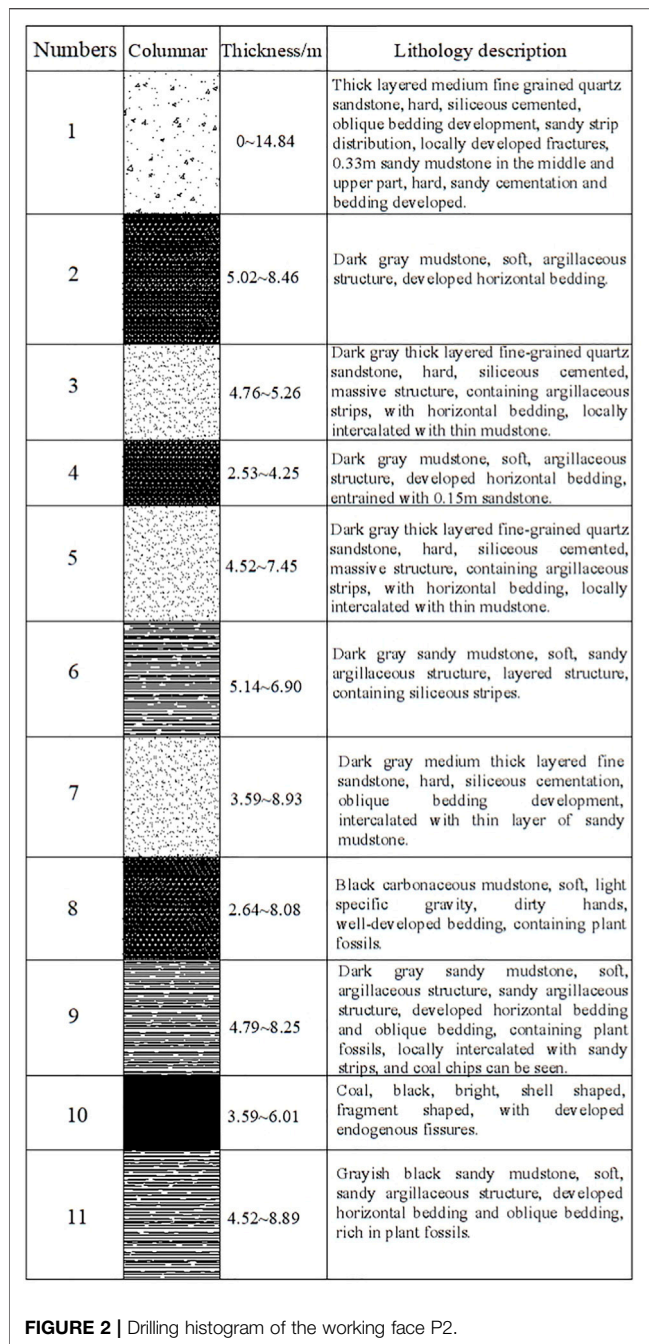 Numbers Columnar Thickness/m Lithology description
1
0~14.84
Thick layered medium fine grained quartz
sandstone, hard, siliceous cemented,
oblique bedding development, sandy strip
distribution, locally developed fractures,
0.33m sandy mudstone in the middle and
upper part, hard, sandy cementation and
bedding developed.
2
5.02~8.46
Dark gray mudstone, soft, argillaceous
structure, developed horizontal bedding.
3
4.76~5.26
Dark gray thick layered fine-grained quartz
sandstone, hard, siliceous cemented,
massive structure, containing argillaceous
strips, with horizontal bedding, locally
intercalated with thin mudstone.
4
2.53~4.25
Dark gray mudstone, soft, argillaceous
structure, developed horizontal bedding,
entrained with 0.15m sandstone.
5
4.52~7.45
Dark gray thick layered fine-grained quartz
sandstone, hard, siliceous cemented,
massive structure, containing argillaceous
strips, with horizontal bedding, locally
intercalated with thin mudstone.
6
5.14~6.90
Dark gray sandy mudstone, soft, sandy
argillaceous structure, layered structure,
containing siliceous stripes.
7
3.59~8.93
Dark gray medium thick layered fine
sandstone, hard, siliceous cementation,
oblique bedding development,
intercalated with thin layer of sandy
mudstone.
8
2.64~8.08
Black carbonaceous mudstone, soft, light
specific gravity, dirty hands,
well-developed bedding, containing plant
fossils.
9
4.79~8.25
Dark gray sandy mudstone, soft,
argillaceous structure, sandy argillaceous
structure, developed horizontal bedding
and oblique bedding, containing plant
fossils, locally intercalated with sandy
strips, and coal chips can be seen.
10
3.59~6.01
Coal, black, bright, shell shaped,
fragment shaped, with developed
endogenous fissures.
11
4.52~8.89
Grayish black sandy mudstone, soft,
sandy argillaceous structure, developed
horizontal bedding and oblique bedding,
rich in plant fossils.
FIGURE 2 | Drilling histogram of the working face P2.